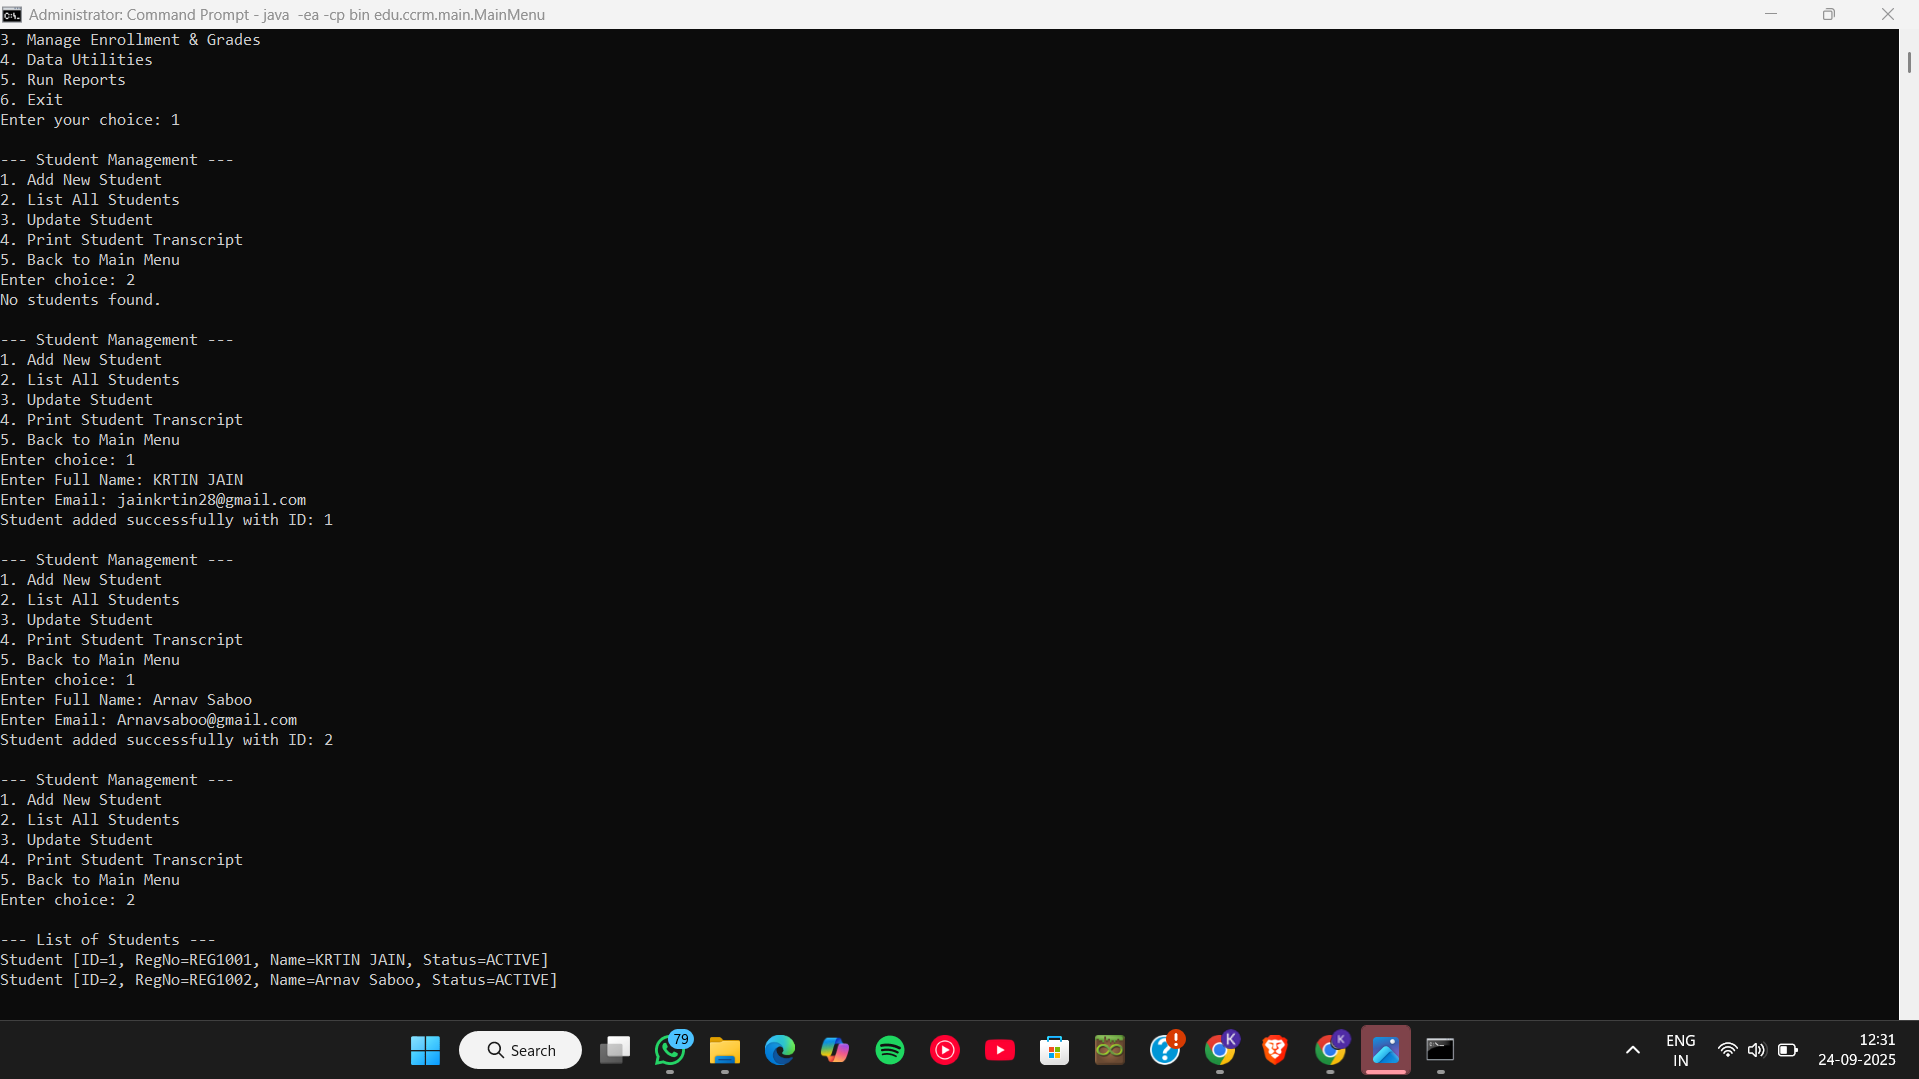 Administrator: Command Prompt - java  -ea -cp bin edu.ccrm.main.MainMenu
3. Manage Enrollment & Grades
4. Data Utilities
5. Run Reports
6. Exit
Enter your choice: 1
--- Student Management ---
1. Add New Student
2. List All Students
3. Update Student
4. Print Student Transcript
5. Back to Main Menu
Enter choice: 2
No students found.
--- Student Management ---
1. Add New Student
2. List All Students
3. Update Student
4. Print Student Transcript
5. Back to Main Menu
Enter choice: 1
Enter Full Name: KRTIN JAIN
Enter Email: jainkrtin28@gmail.com
Student added successfully with ID: 1
--- Student Management ---
1. Add New Student
2. List All Students
3. Update Student
4. Print Student Transcript
5. Back to Main Menu
Enter choice: 1
Enter Full Name: Arnav Saboo
Enter Email: Arnavsaboo@gmail.com
Student added successfully with ID: 2
--- Student Management ---
1. Add New Student
2. List All Students
3. Update Student
4. Print Student Transcript
5. Back to Main Menu
Enter choice: 2
--- List of Students ---
Student [ID=1, RegNo=REG1001, Name=KRTIN JAIN, Status=ACTIVE]
Student [ID=2, RegNo=REG1002, Name=Arnav Saboo, Status=ACTIVE]
Search
79
K
K
ENG
IN
12:31
24-09-2025